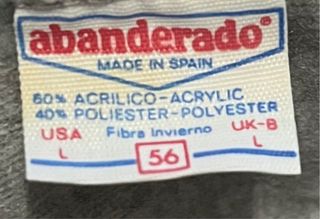 abanderado®
MADE IN SPAIN
60% ACRILICO-ACRYLIC
40% POLIESTER-POLYESTER
USA Fibra Invierno UK-B
L 56 L